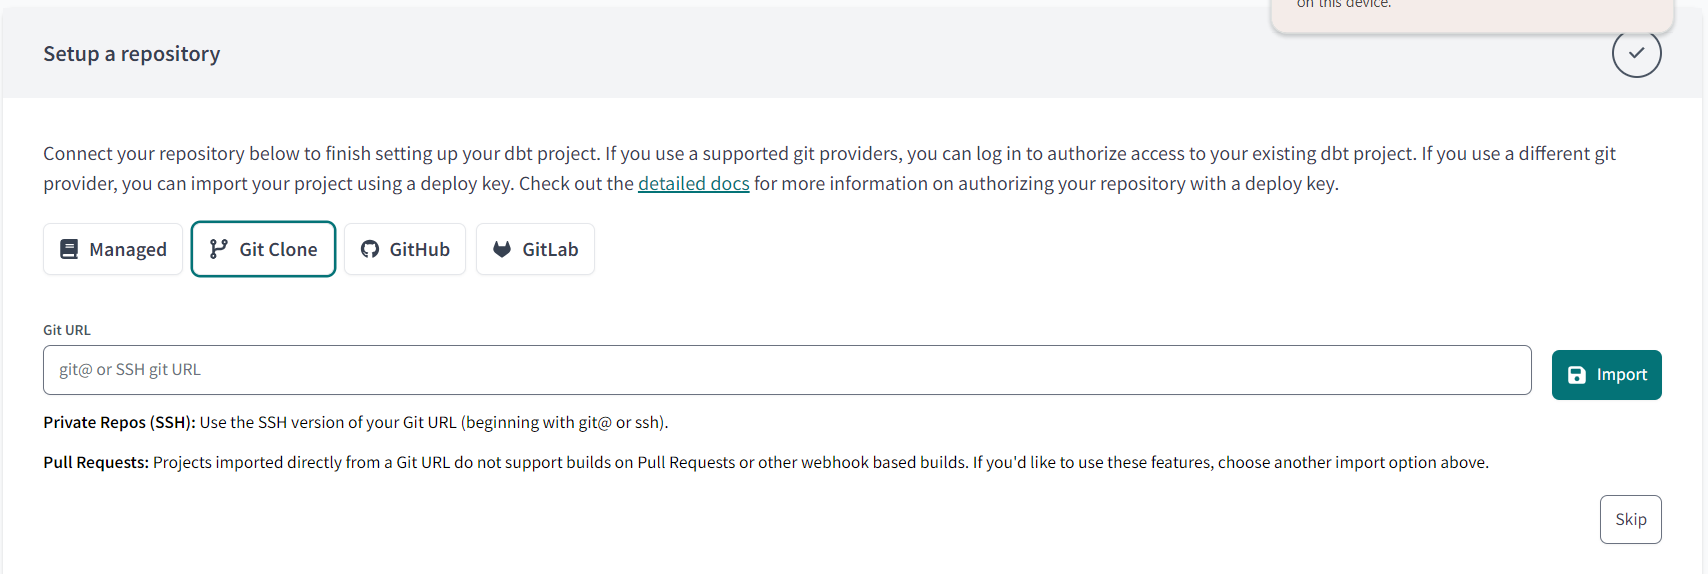 on this device.
Setup a repository
Connect your repository below to finish setting up your dbt project. If you use a supported git providers, you can log in to authorize access to your existing dbt project. If you use a different git
provider, you can import your project using a deploy key. Check out the detailed docs for more information on authorizing your repository with a deploy key.
Managed Git Clone GitHub GitLab
Git URL
git@ or SSH git URL
Import
Private Repos (SSH): Use the SSH version of your Git URL (beginning with git@ or ssh).
Pull Requests: Projects imported directly from a Git URL do not support builds on Pull Requests or other webhook based builds. If you'd like to use these features, choose another import option above.
Skip